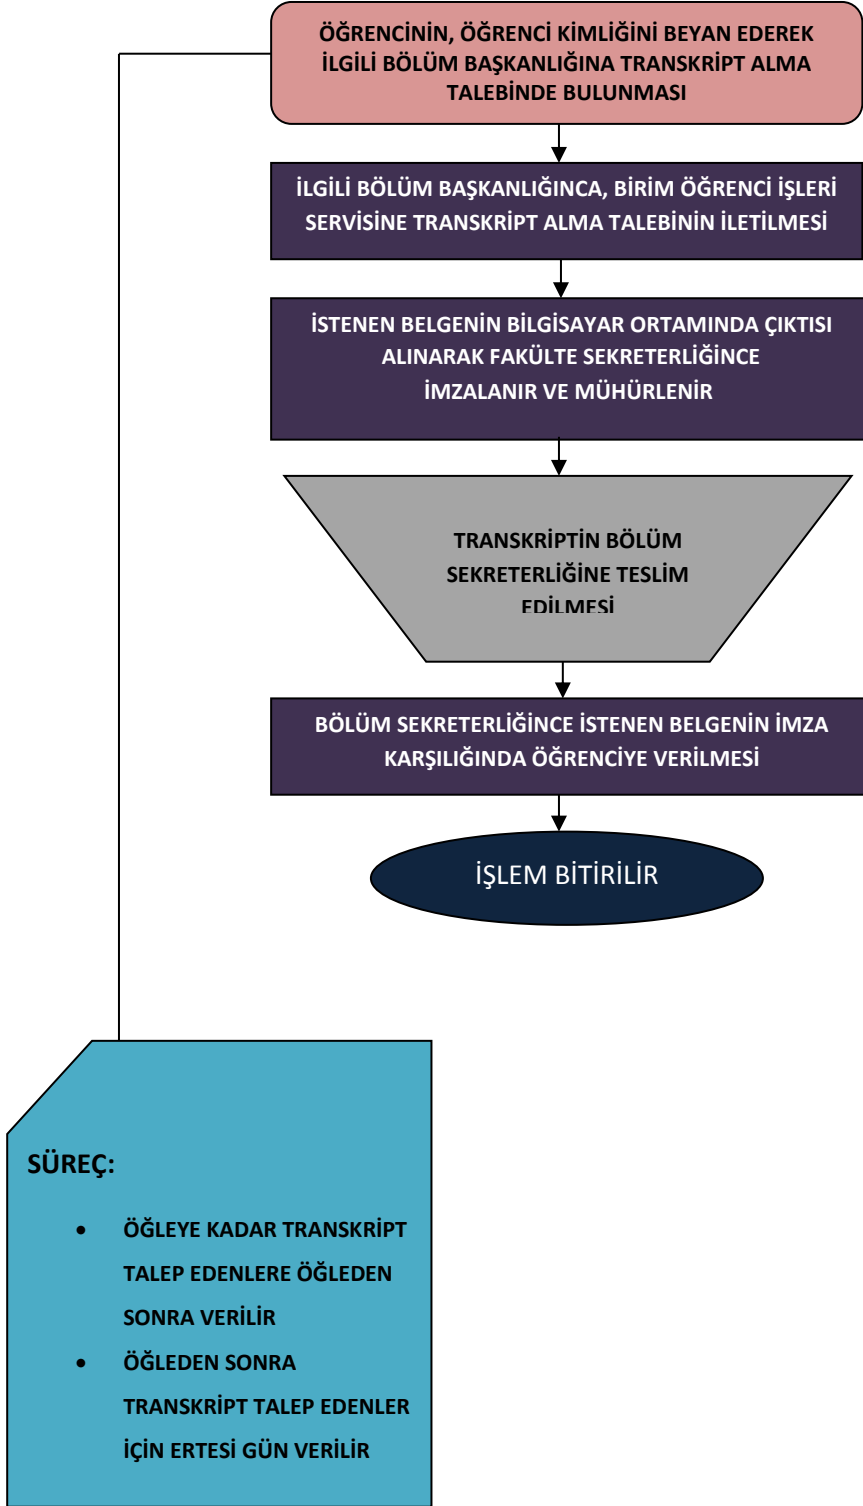 ÖĞRENCİNİN, ÖĞRENCİ KİMLİĞİNİ BEYAN EDEREK
İLGİLİ BÖLÜM BAŞKANLIĞINA TRANSKRİPT ALMA
TALEBİNDE BULUNMASI
İLGİLİ BÖLÜM BAŞKANLIĞINCA, BİRİM ÖĞRENCİ İŞLERİ
SERVİSİNE TRANSKRİPT ALMA TALEBİNİN İLETİLMESİ
İSTENEN BELGENİN BİLGİSAYAR ORTAMINDA ÇIKTISI
ALINARAK FAKÜLTE SEKRETERLİĞİNCE
İMZALANIR VE MÜHÜRLENİR
TRANSKRİPTİN BÖLÜM
SEKRETERLİĞİNE TESLİM
EDİLMESİ
BÖLÜM SEKRETERLİĞİNCE İSTENEN BELGENİN İMZA
KARŞILIĞINDA ÖĞRENCİYE VERİLMESİ
İŞLEM BİTİRİLİR
SÜREÇ:
• ÖĞLEYE KADAR TRANSKRİPT
TALEP EDENLERE ÖĞLEDEN
SONRA VERİLİR
• ÖĞLEDEN SONRA
TRANSKRİPT TALEP EDENLER
İÇİN ERTESİ GÜN VERİLİR